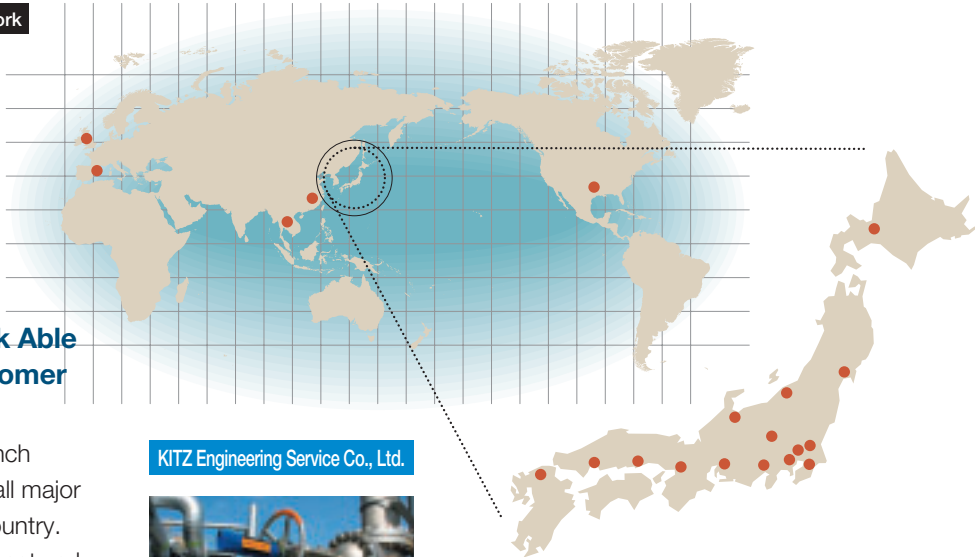 ork
k Able
omer
nch
all major
ountry.
KITZ Engineering Service Co., Ltd.